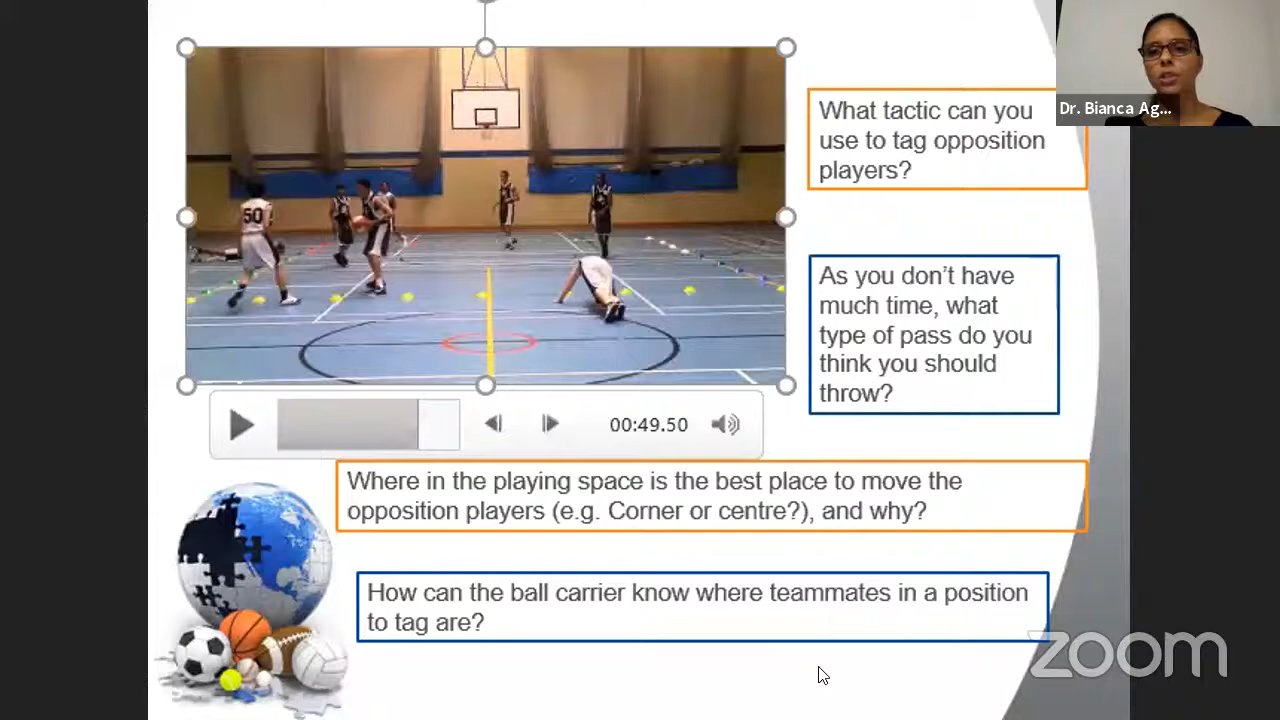 Dr. Bianca Ag...
50
What tactic can you
use to tag opposition
players?
As you don't have
much time, what
type of pass do you
think you should
throw?
00:49.50
Where in the playing space is the best place to move the
opposition players (e.g. Corner or centre?), and why?
How can the ball carrier know where teammates in a position
to tag are?
zoom